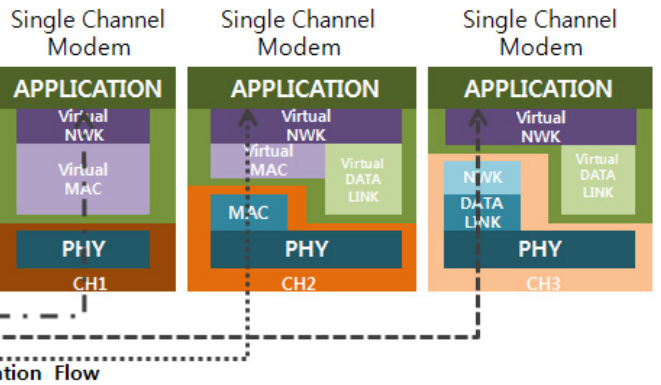 Single Channel
Modem
Single Channel
Modem
Single Channel
Modem
APPLICATION
Virtual
NWK
Virtual
MAC
PHY
CH1
APPLICATION
Virtual
NWK
Virtual
MAC
Virtual
DATA
LINK
MAC
PHY
CH2
APPLICATION
Virtual
NWK
Virtual
DATA
LINK
NWK
DATA
LINK
PHY
CH3
Flow